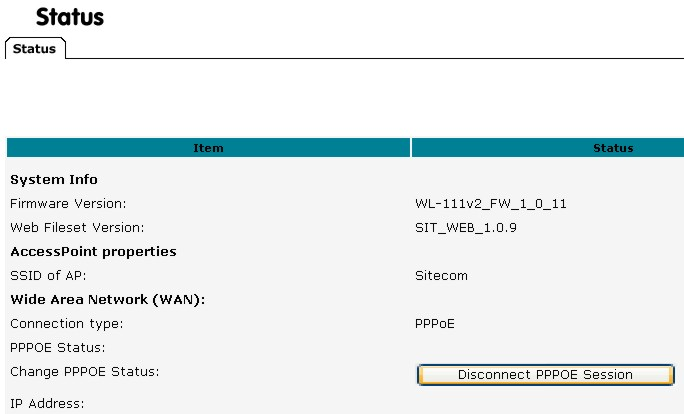 Status
Status
Item Status
System Info
Firmware Version: WL-111v2_FW_1_0_11
Web Fileset Version: SIT_WEB_1.0.9
AccessPoint properties
SSID of AP: Sitecom
Wide Area Network (WAN):
Connection type: PPPoE
PPPOE Status:
Change PPPOE Status: Disconnect PPPOE Session
IP Address: